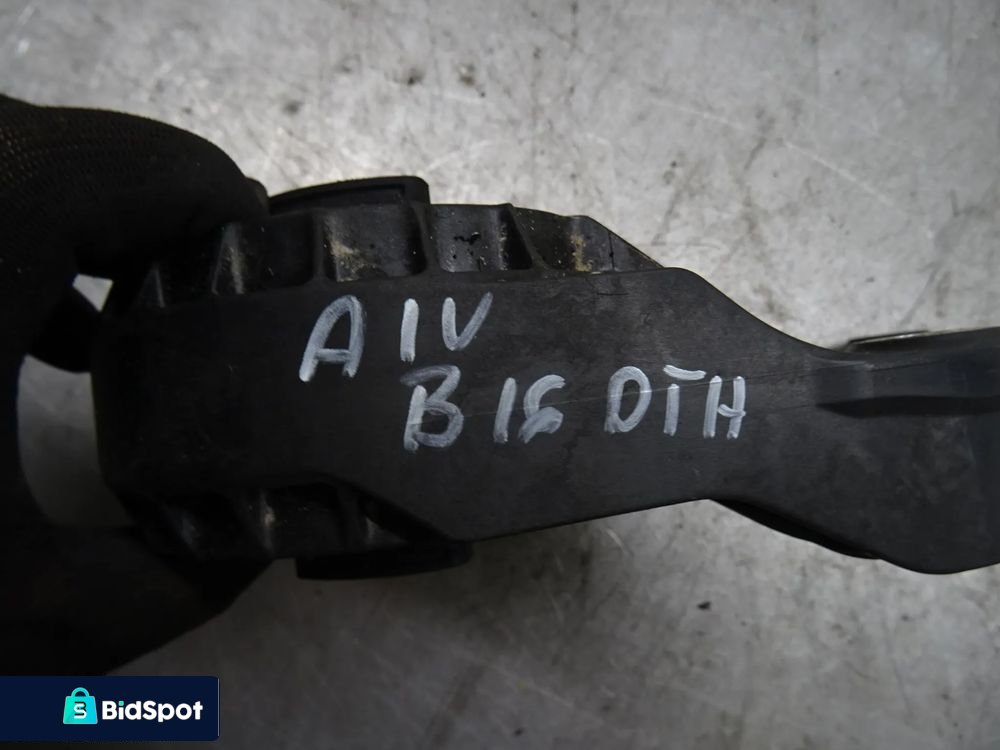 A IV
B 16 DTH
BidSpot